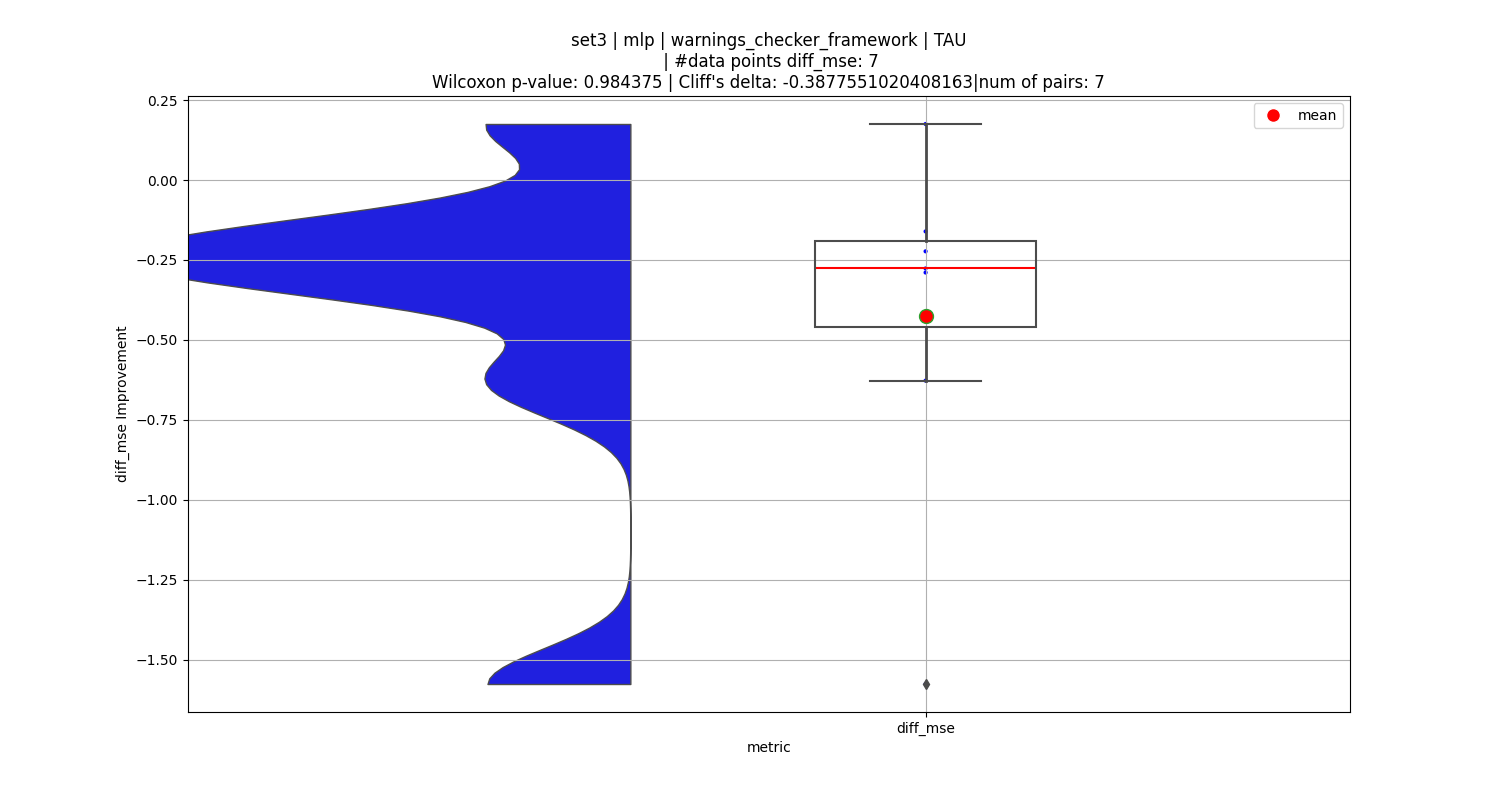 set3 | mlp | warnings_checker_framework | TAU
| #data points diff_mse: 7
Wilcoxon p-value: 0.984375 | Cliff's delta: -0.3877551020408163|num of pairs: 7
mean
0.25
0.00
−0.25
−0.50
−0.75
−1.00
−1.25
−1.50
diff_mse Improvement
diff_mse
metric